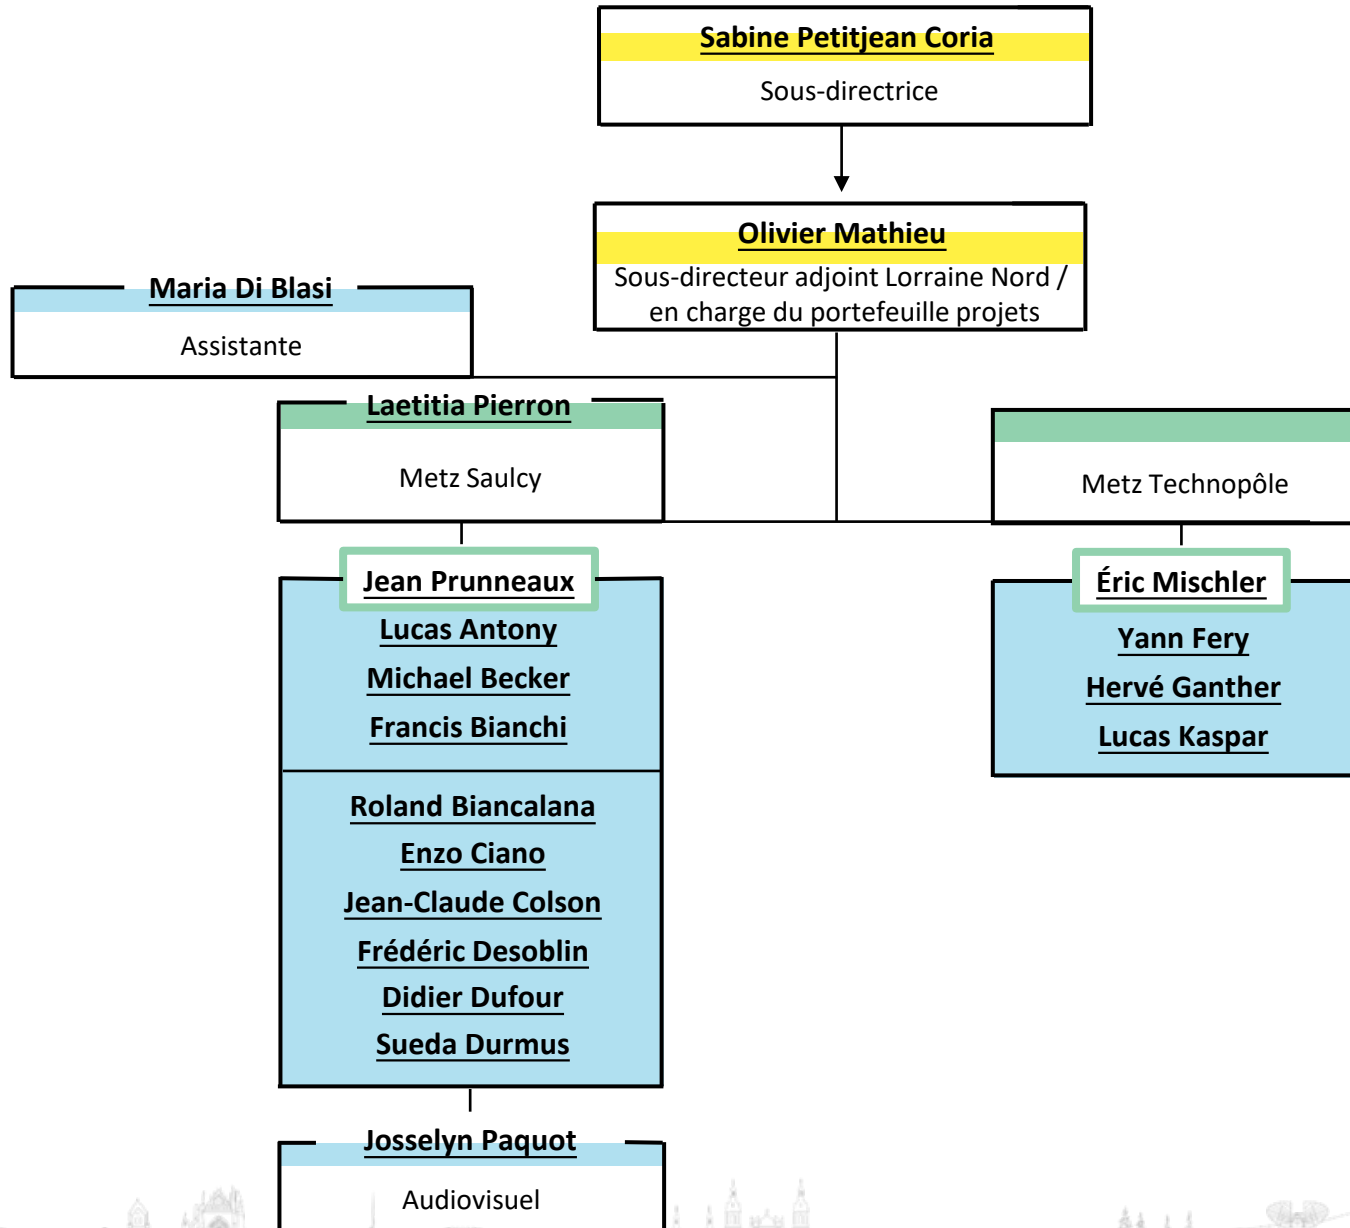 Sabine Petitjean Coria
Sous-directrice
Olivier Mathieu
Sous-directeur adjoint Lorraine Nord /
en charge du portefeuille projets
Maria Di Blasi
Assistante
Laetitia Pierron
Metz Saulcy
Metz Technopôle
Jean Prunneaux
Lucas Antony
Michael Becker
Francis Bianchi
Roland Biancalana
Enzo Ciano
Jean-Claude Colson
Frédéric Desoblin
Didier Dufour
Sueda Durmus
Éric Mischler
Yann Fery
Hervé Ganther
Lucas Kaspar
Josselyn Paquot
Audiovisuel